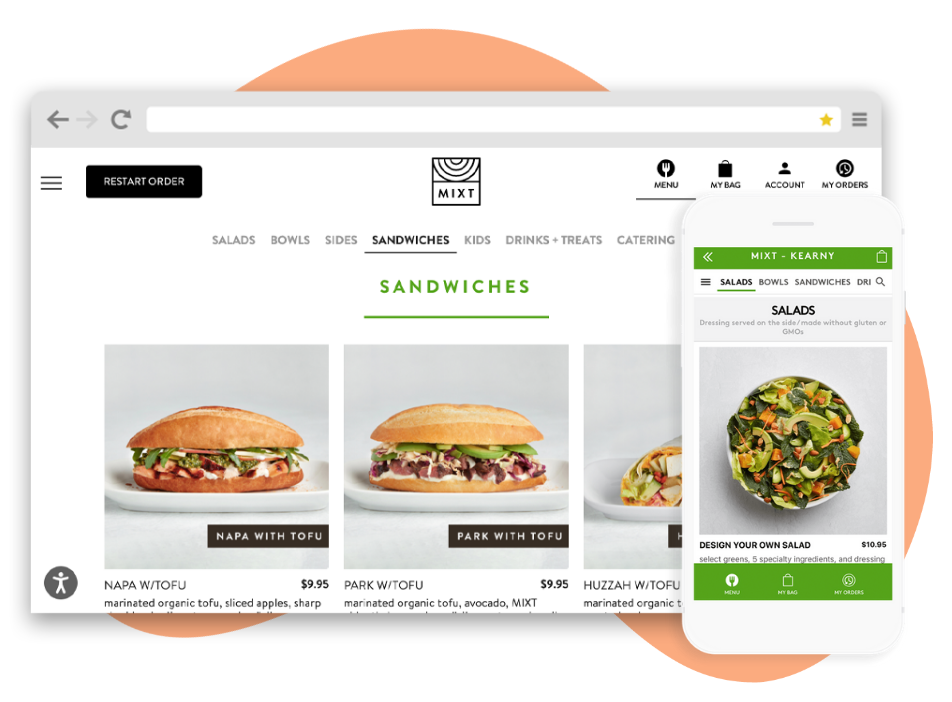 RESTART ORDER
MIXT
MENU
MY BAG
ACCOUNT
MY ORDERS
SALADS BOWLS SIDES SANDWICHES KIDS DRINKS + TREATS CATERING
SANDWICHES
NAPA WITH TOFU
PARK WITH TOFU
NAPA W/TOFU $9.95
marinated organic tofu, sliced apples, sharp
PARK W/TOFU $9.95
marinated organic tofu, avocado, MIXT
HUZZAH W/TOFU
marinated organic t
MIXT - KEARNY
SALADS BOWLS SANDWICHES DRI
SALADS
Dressing served on the side/made without gluten or
GMOs
DESIGN YOUR OWN SALAD $10.95
select greens, 5 specialty ingredients, and dressing
MENU
MY BAG
MY ORDERS